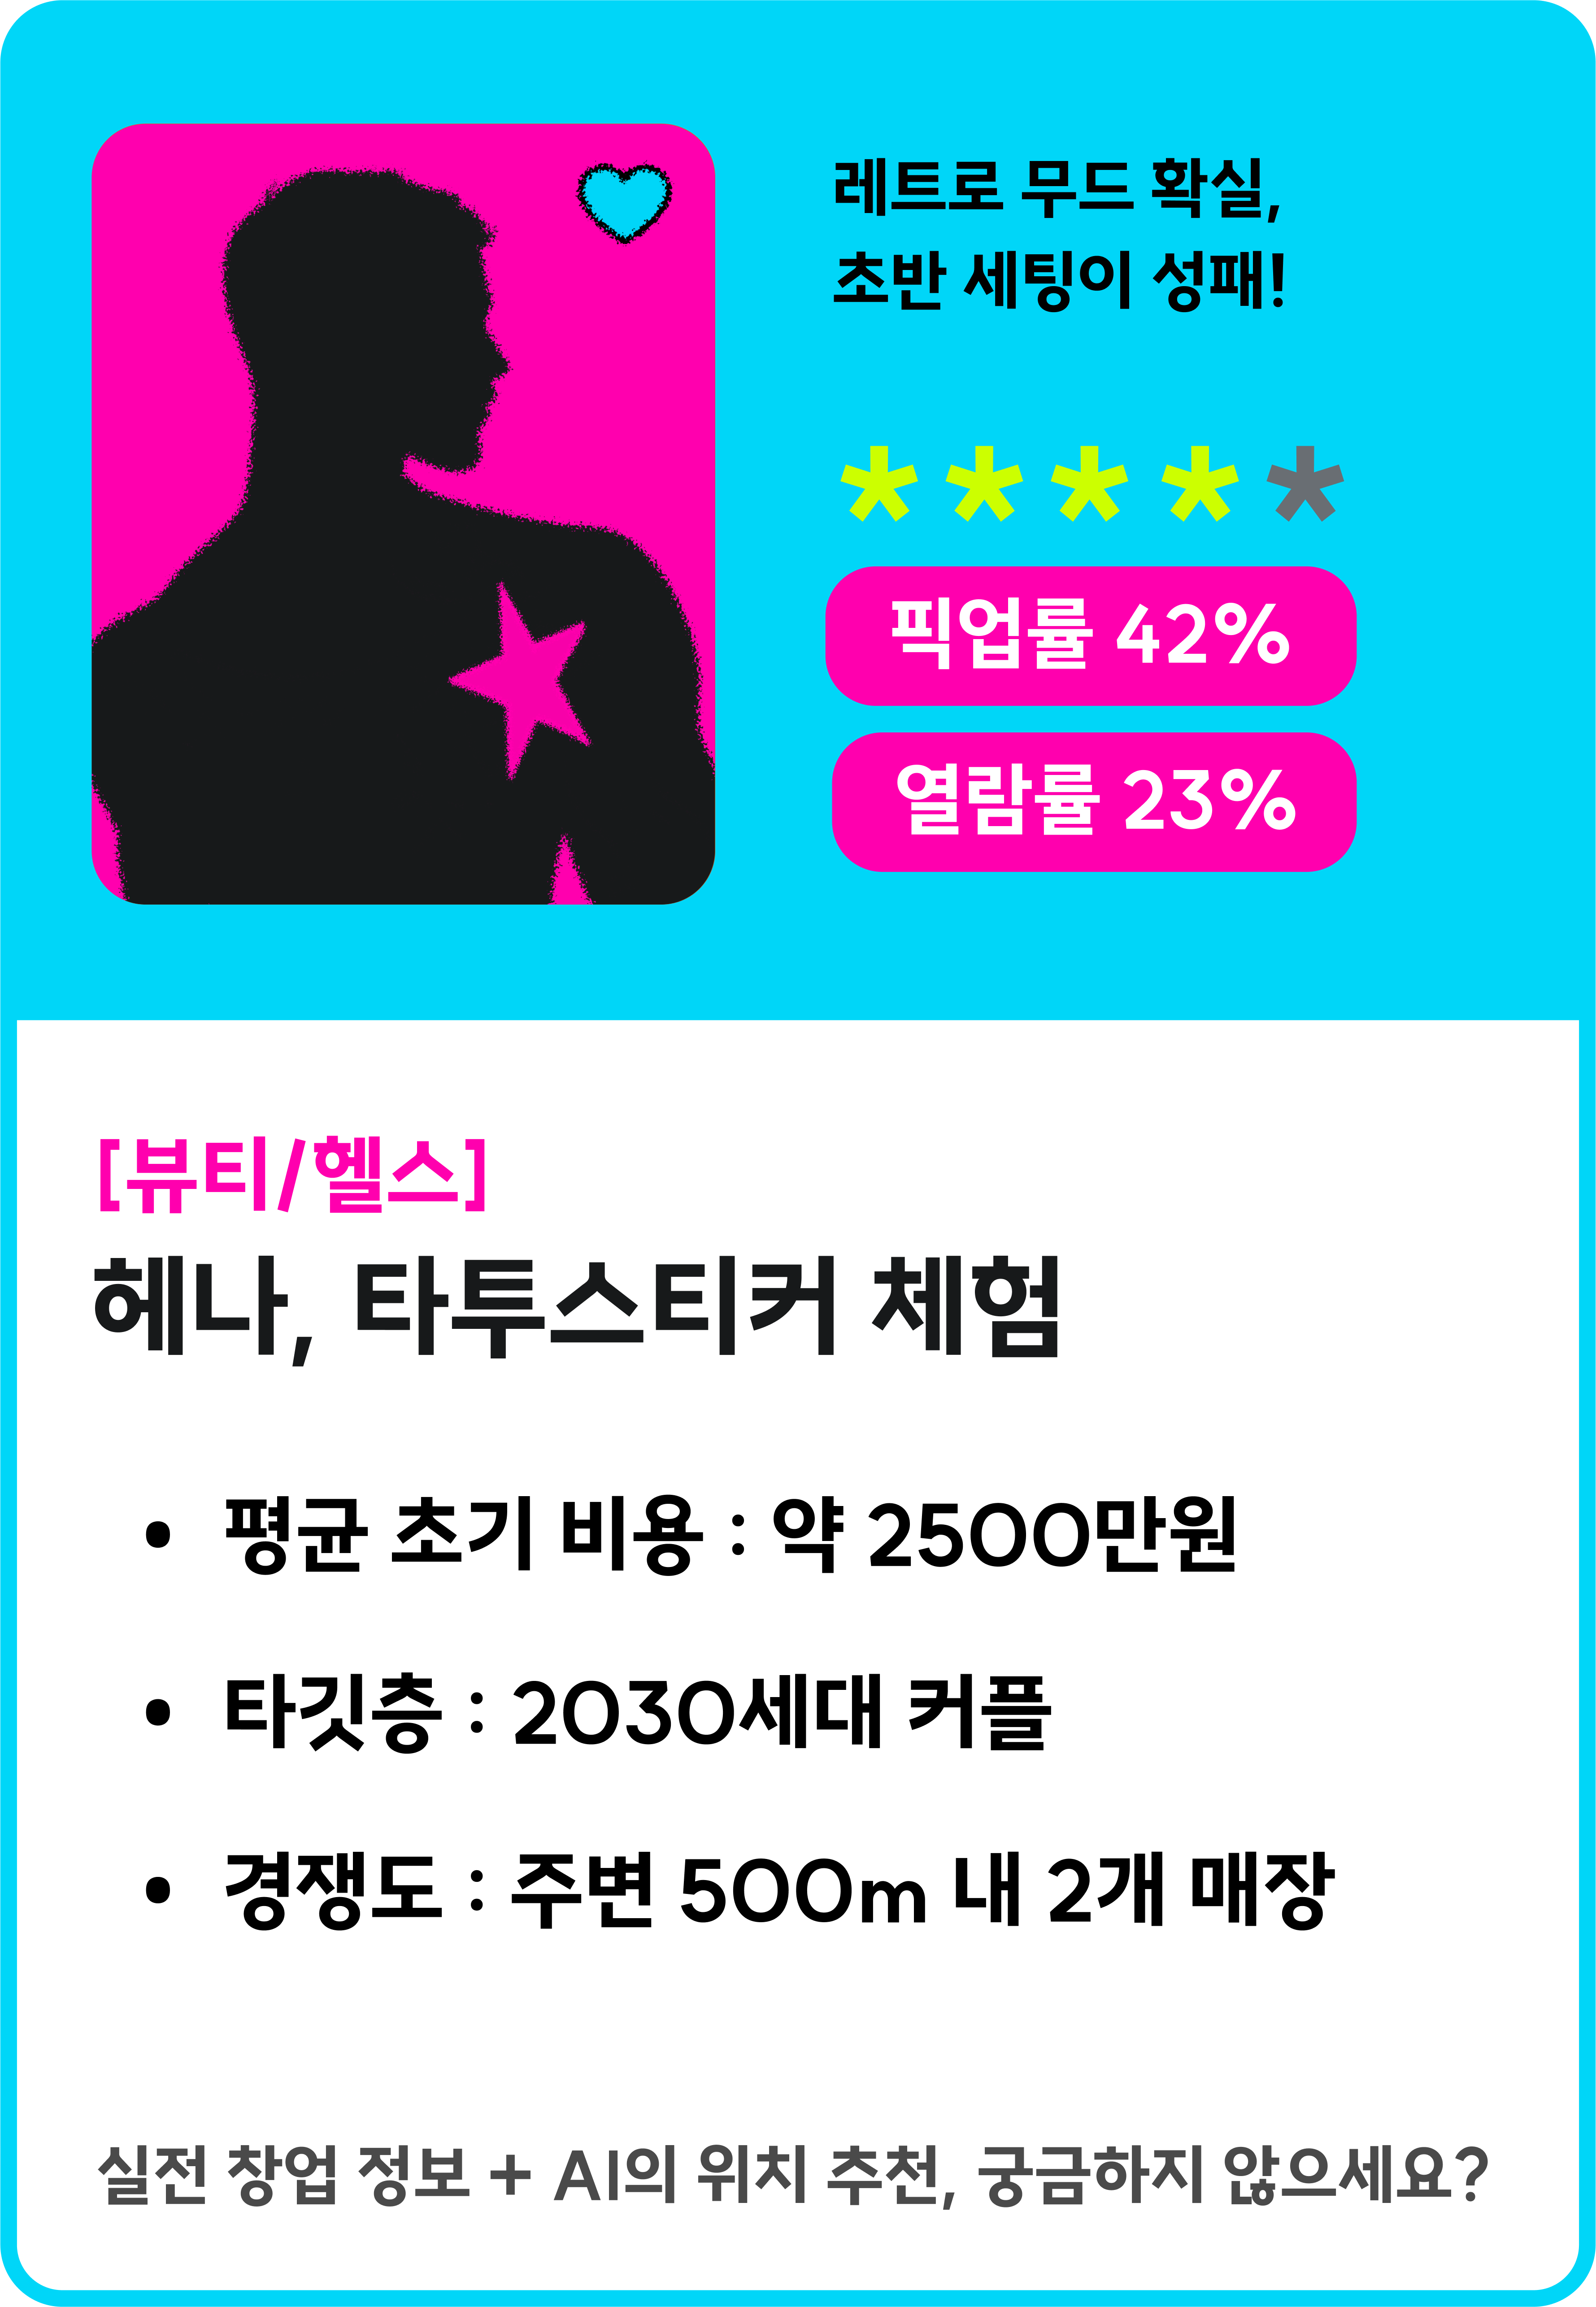 레트로 무드 확실,
초반 세팅이 성패!
* * * * *
픽업률 42%
열람률 23%
[뷰티/헬스]
헤나, 타투스티커 체험
• 평균 초기 비용 : 약 2500만원
• 타깃층 : 2030세대 커플
• 경쟁도 : 주변 500m 내 2개 매장
실전 창업 정보 + AI의 위치 추천, 궁금하지 않으세요?